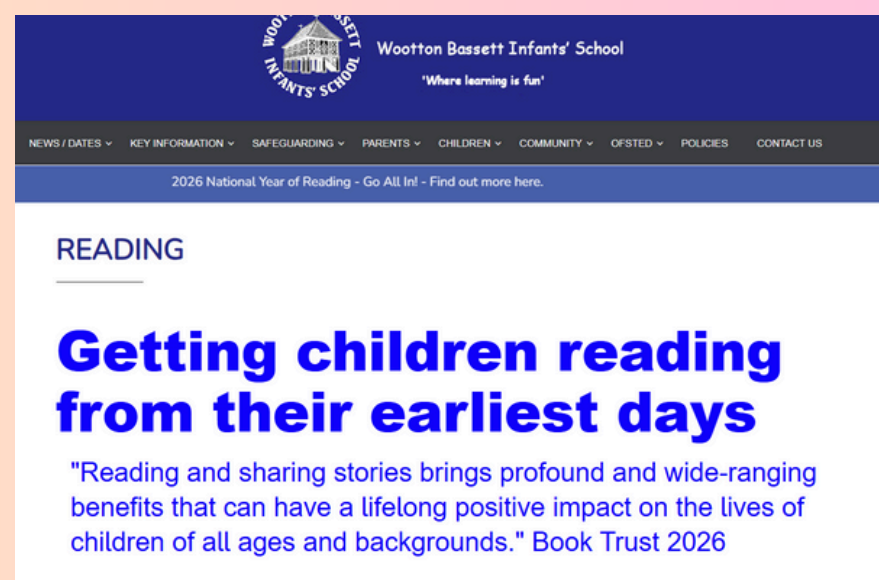 WOOTTON BASSETT
INFANTS' SCHOOL
Wootton Bassett Infants' School
'Where learning is fun'
NEWS / DATES KEY INFORMATION SAFEGUARDING PARENTS CHILDREN COMMUNITY OFSTED POLICIES CONTACT US
2026 National Year of Reading - Go All In! - Find out more here.
READING
Getting children reading
from their earliest days
"Reading and sharing stories brings profound and wide-ranging
benefits that can have a lifelong positive impact on the lives of
children of all ages and backgrounds." Book Trust 2026